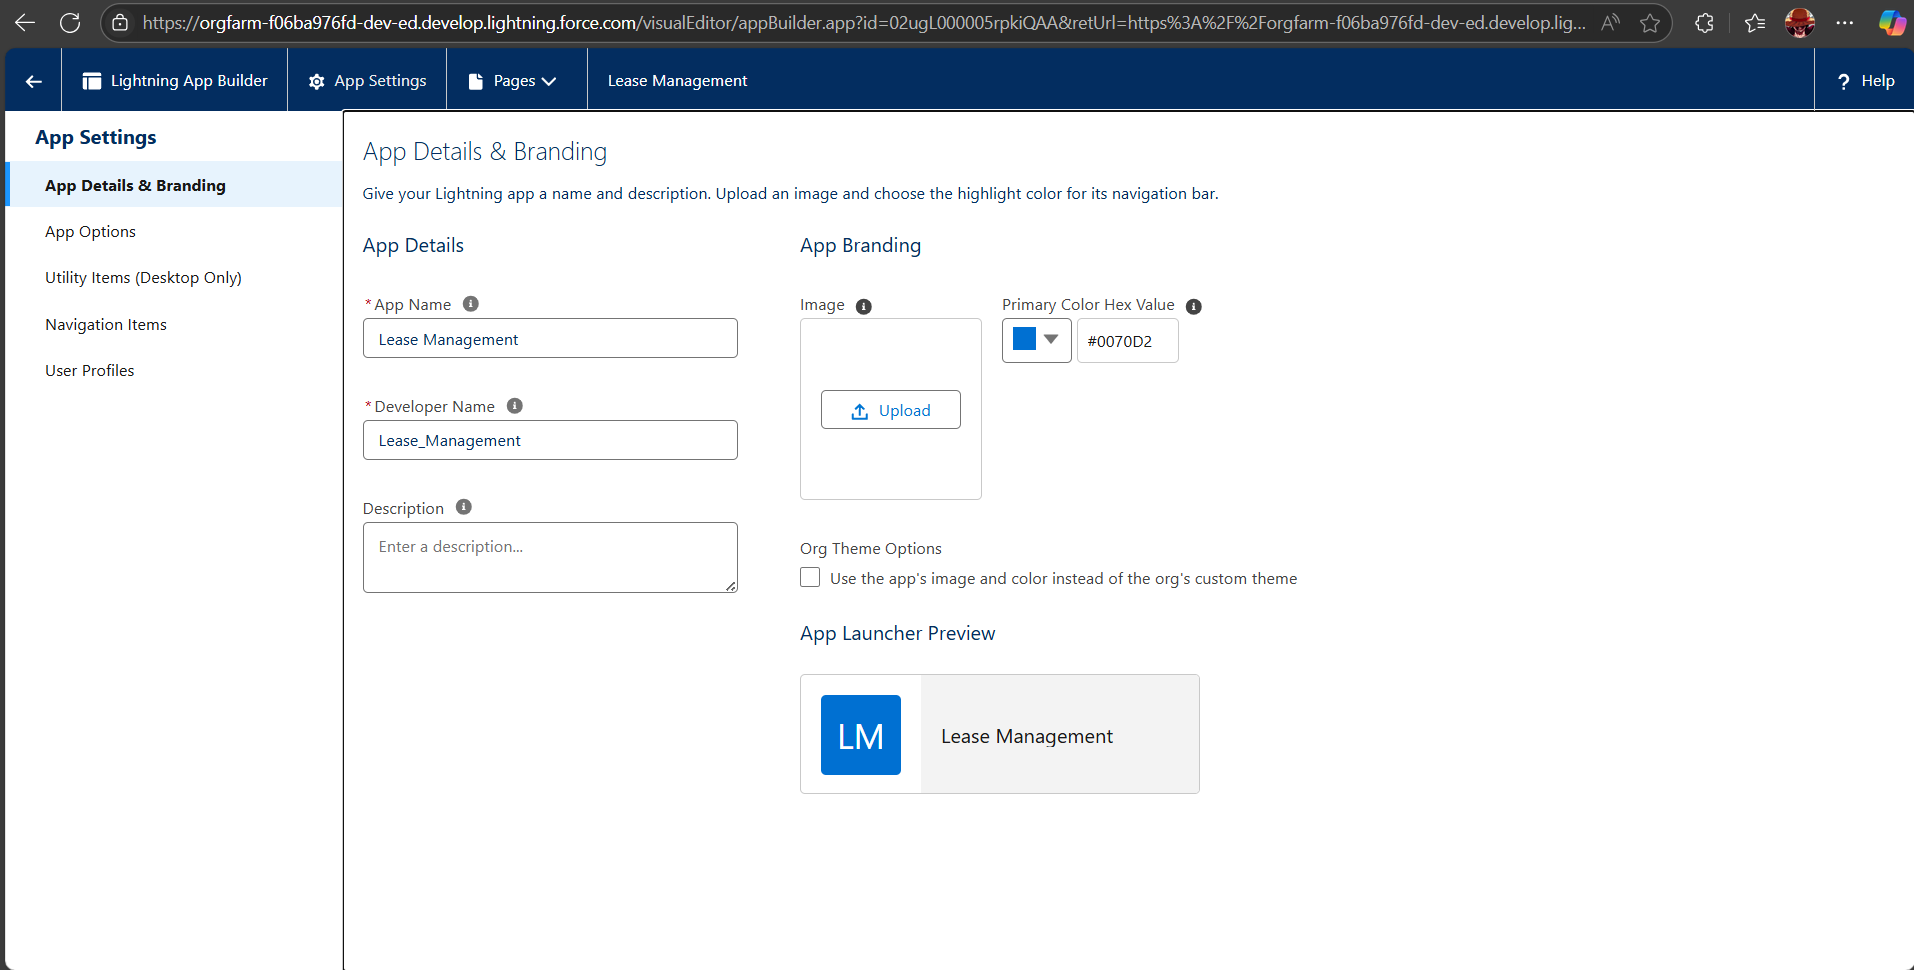 https://orgfarm-f06ba976fd-dev-ed.develop.lightning.force.com/visualEditor/appBuilder.app?id=02ugL000005rpkiQAA&retUrl=https%3A%2F%2Forgfarm-f06ba976fd-dev-ed.develop.lig...
Lightning App Builder
App Settings
Pages
Lease Management
? Help
App Settings
App Details & Branding
App Options
Utility Items (Desktop Only)
Navigation Items
User Profiles
App Details & Branding
Give your Lightning app a name and description. Upload an image and choose the highlight color for its navigation bar.
App Details
*App Name
Lease Management
*Developer Name
Lease_Management
Description
Enter a description...
App Branding
Image
Upload
Primary Color Hex Value
#0070D2
Org Theme Options
Use the app's image and color instead of the org's custom theme
App Launcher Preview
LM
Lease Management